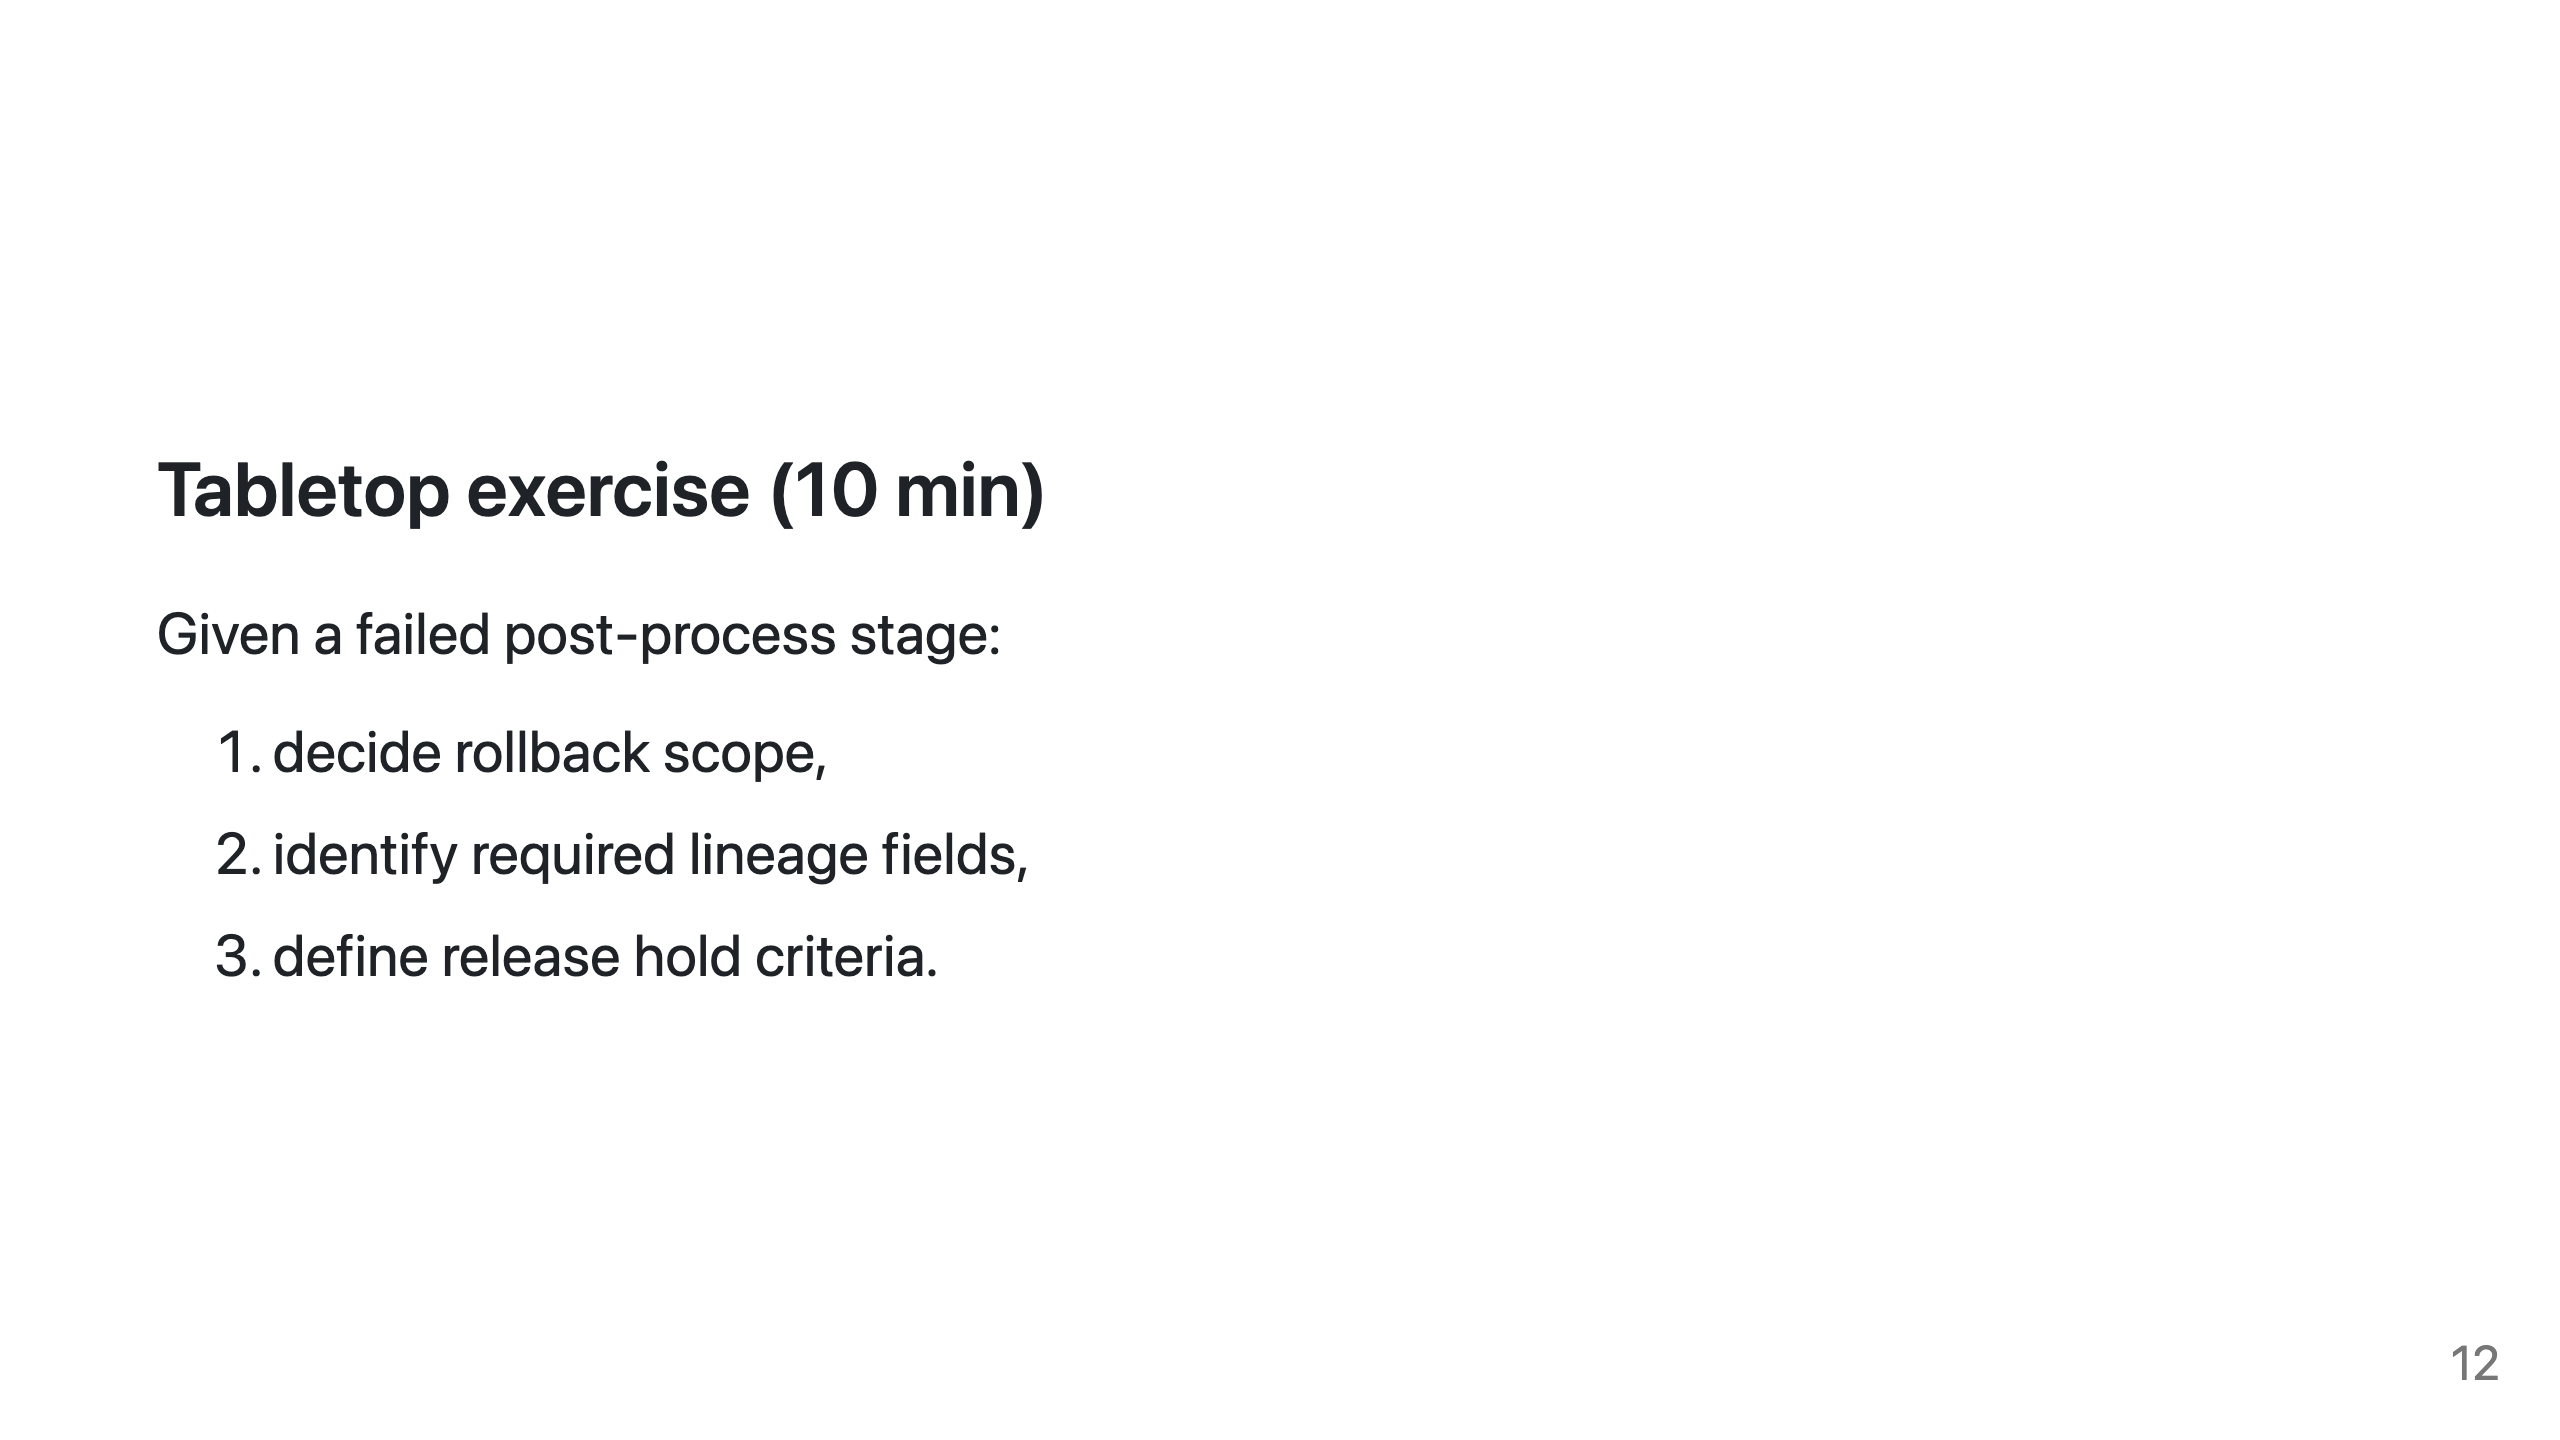 Tabletop exercise (10 min)
Given a failed post-process stage:
1. decide rollback scope,
2. identify required lineage fields,
3. define release hold criteria.
12